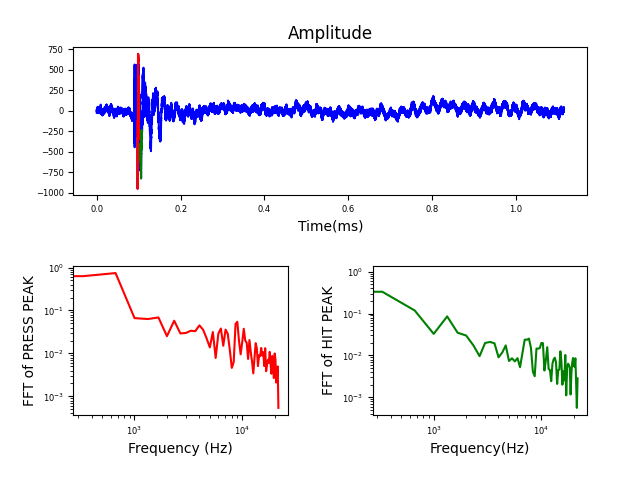 Amplitude
750
500
250
0
−250
−500
−750
−1000
0.0 0.2 0.4 0.6 0.8 1.0
Time(ms)
FFT of PRESS PEAK
10⁰
10⁻¹
10⁻²
10⁻³
10³ 10⁴
Frequency (Hz)
FFT of HIT PEAK
10⁰
10⁻¹
10⁻²
10⁻³
10³ 10⁴
Frequency(Hz)